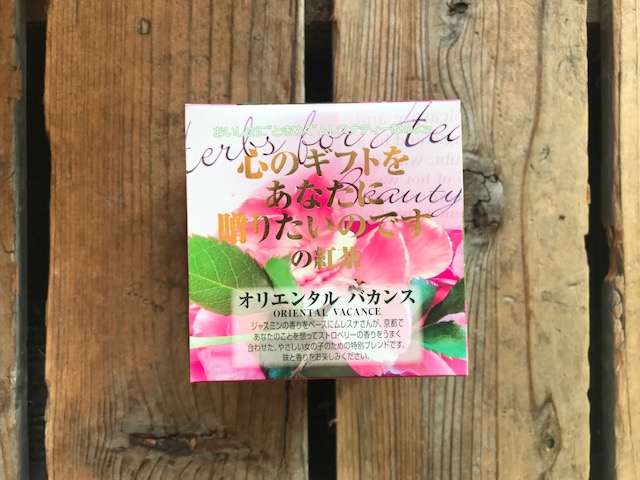 Herbs for Hea
心のギフトを
Beauty
あなたに
贈りたいのです
の紅茶
オリエンタル バカンス
ORIENTAL VACANCE
ジャスミンの香りをベースにムレスナさんが、京都で
あなたのことを想ってストロベリーの香りをうまく
合わせた、やさしい女の子のための特別ブレンドです。
味と香りをお楽しみください。